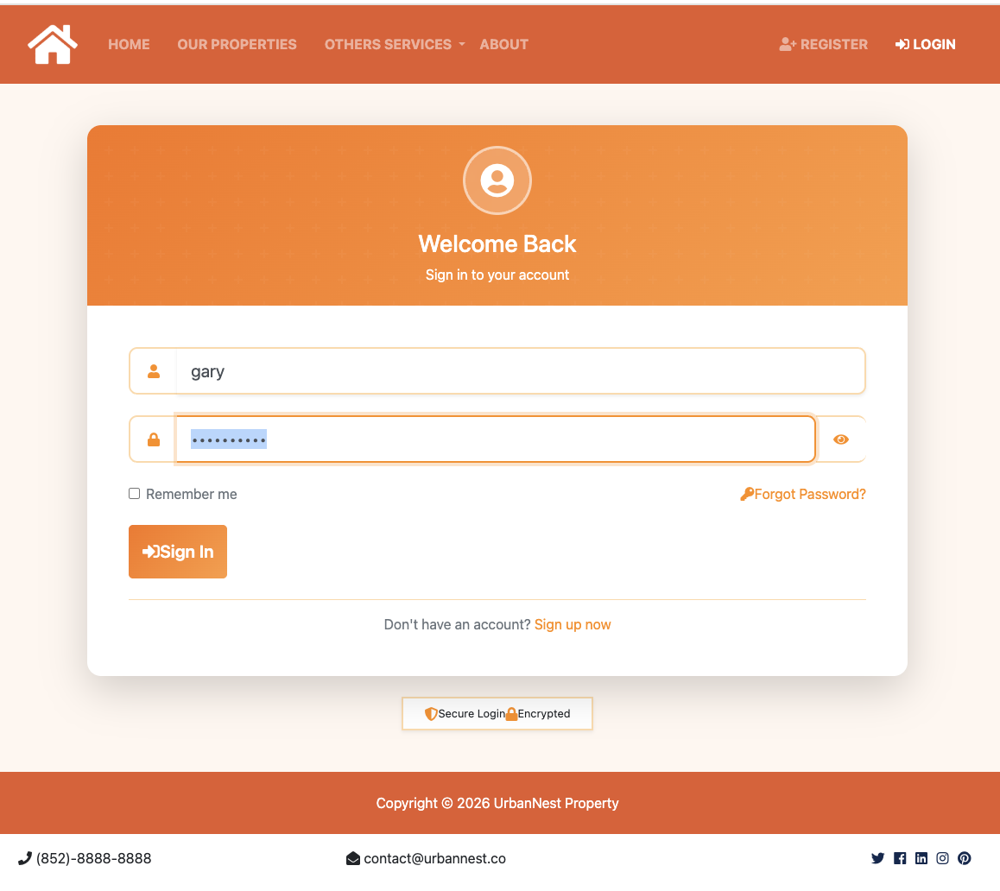 HOME OUR PROPERTIES OTHERS SERVICES ABOUT REGISTER LOGIN
Welcome Back
Sign in to your account
gary
••••••••••
Remember me Forgot Password?
Sign In
Don't have an account? Sign up now
Secure Login Encrypted
Copyright © 2026 UrbanNest Property
(852)-8888-8888 contact@urbannest.co